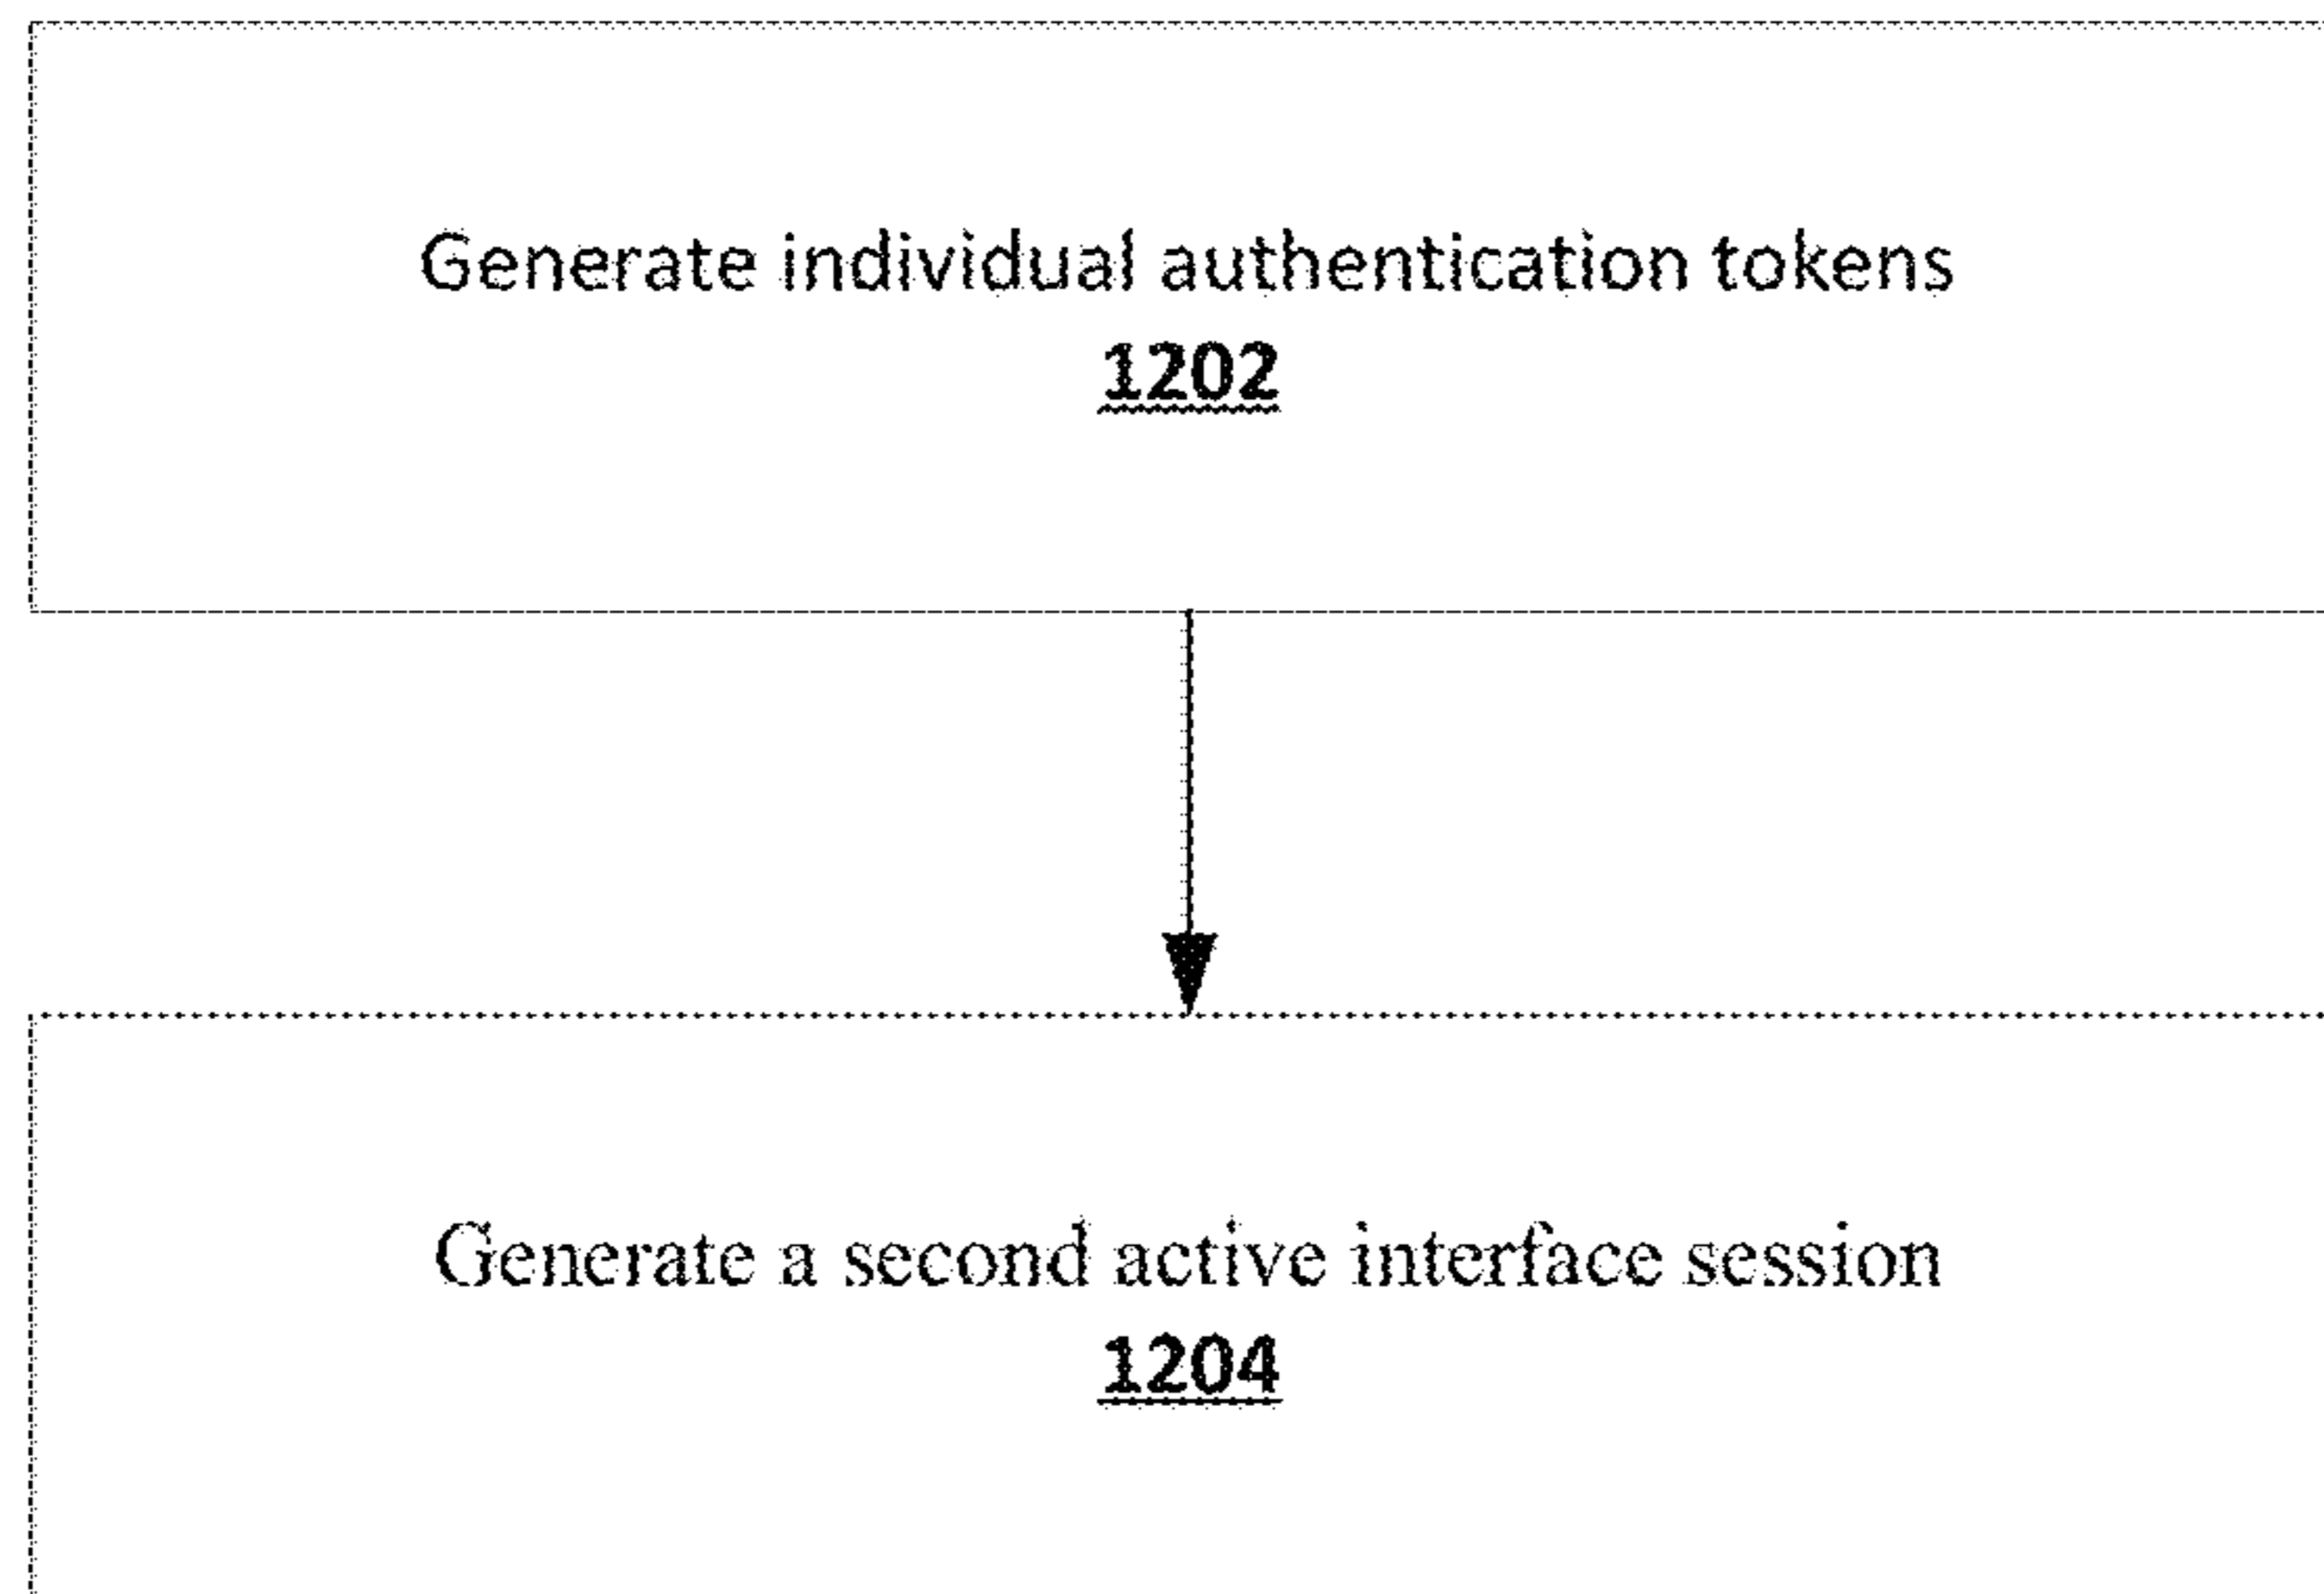 Generate individual authentication tokens
1202
Generate a second active interface session
1204